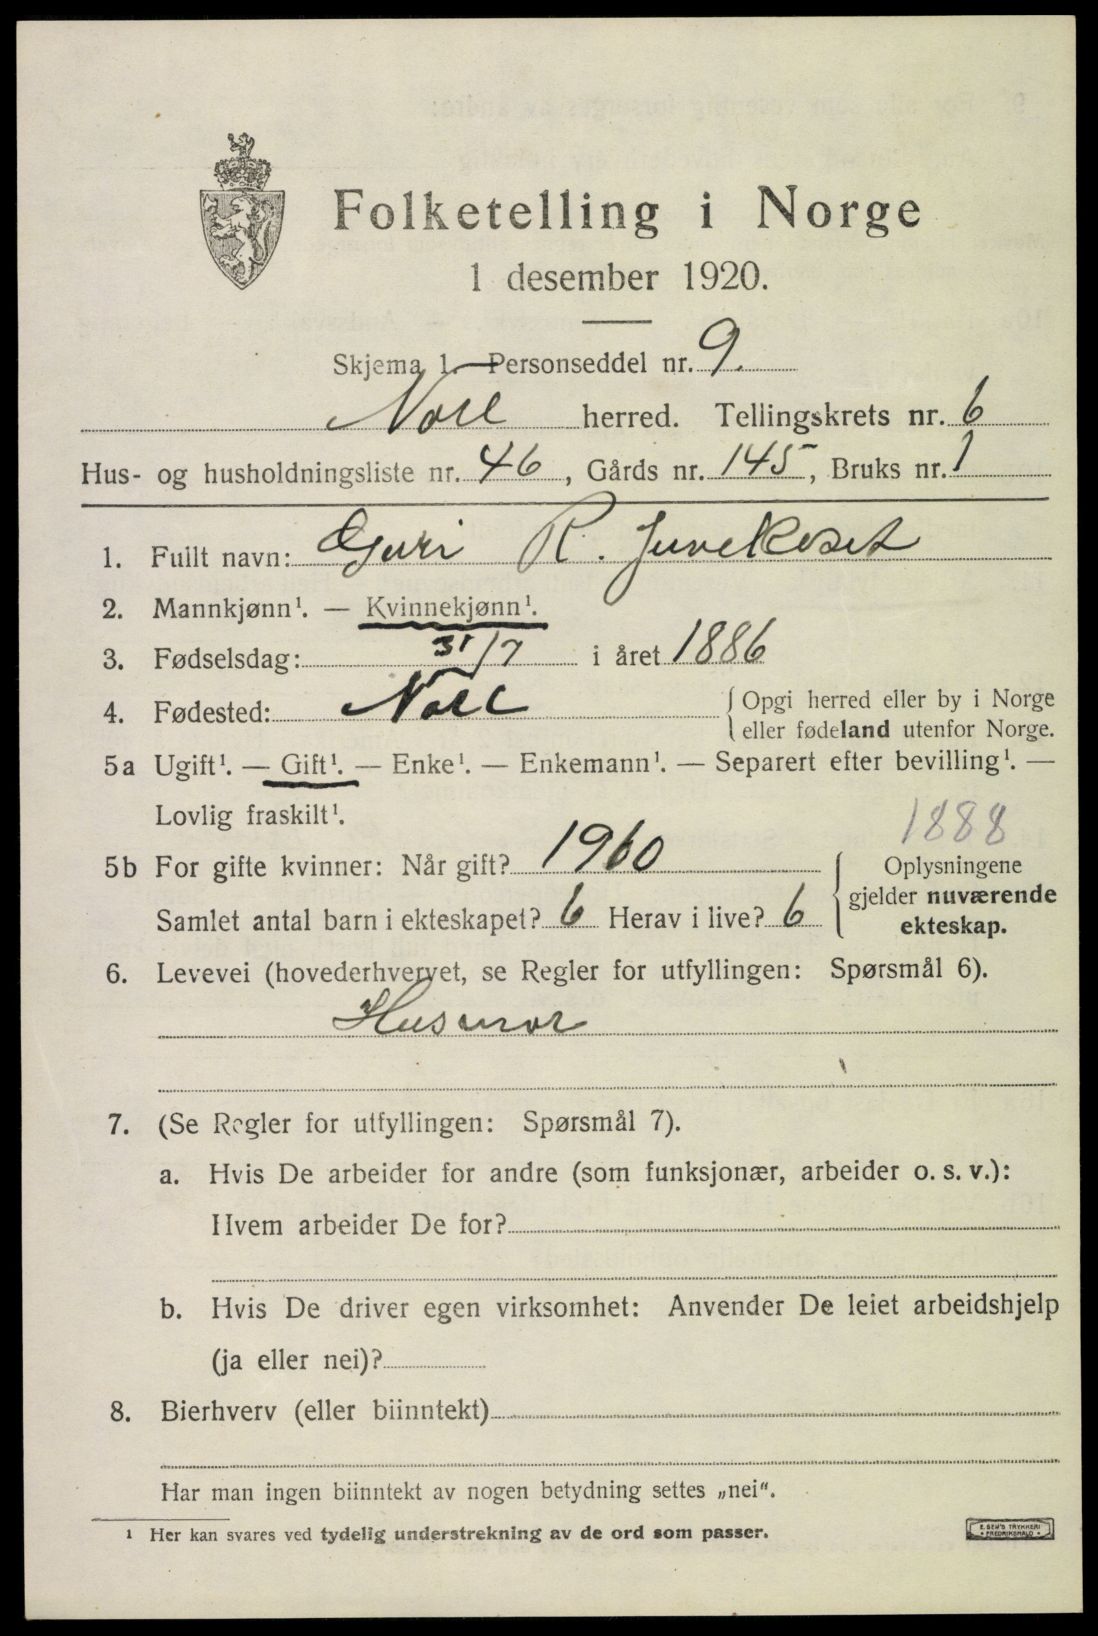 Folketelling i Norge
1 desember 1920.
Skjema 1. Personseddel nr. 9.
Noll herred. Tellingskrets nr. 6
Hus- og husholdningsliste nr. 46, Gårds nr. 145, Bruks nr. 1
1. Fullt navn: Guri R. Juvekoset
2. Mannkjønn¹. — Kvinnekjønn¹.
3. Fødselsdag: 31/7 i året 1886
4. Fødested: Noll { Opgi herred eller by i Norge
eller fødeland utenfor Norge.
5a Ugift¹. — Gift¹. — Enke¹. — Enkemann¹. — Separert efter bevilling¹. —
Lovlig fraskilt¹.
1888
5b For gifte kvinner: Når gift? 1960 Oplysningene
gjelder nuværende
Samlet antal barn i ekteskapet? 6 Herav i live? 6 ekteskap.
6. Levevei (hovederhvervet, se Regler for utfyllingen: Spørsmål 6).
Husmor
7. (Se Regler for utfyllingen: Spørsmål 7).
a. Hvis De arbeider for andre (som funksjonær, arbeider o. s. v.):
Hvem arbeider De for?
b. Hvis De driver egen virksomhet: Anvender De leiet arbeidshjelp
(ja eller nei)?
8. Bierhverv (eller biinntekt)
Har man ingen biinntekt av nogen betydning settes „nei“.
¹ Her kan svares ved tydelig understrekning av de ord som passer.
E. SEM'S TRYKKERI
FREDRIKSHALD